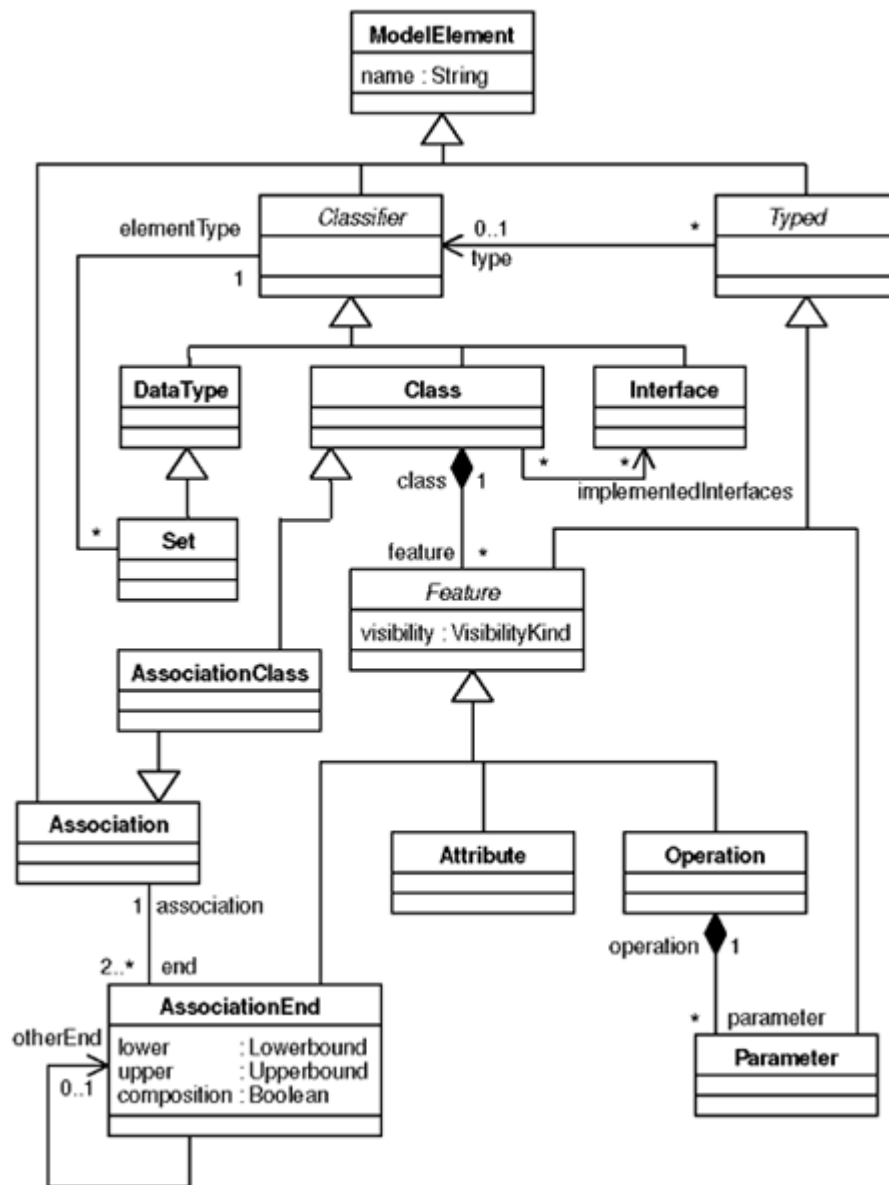 ModelElement
name : String
elementType
Classifier
0..1
*
Typed
type
1
DataType
Class
Interface
class
1
*
*
implementedInterfaces
*
Set
feature
*
Feature
visibility : VisibilityKind
AssociationClass
Association
Attribute
Operation
1
association
operation
1
2..*
end
AssociationEnd
otherEnd
0..1
lower : Lowerbound
upper : Upperbound
composition : Boolean
*
parameter
Parameter